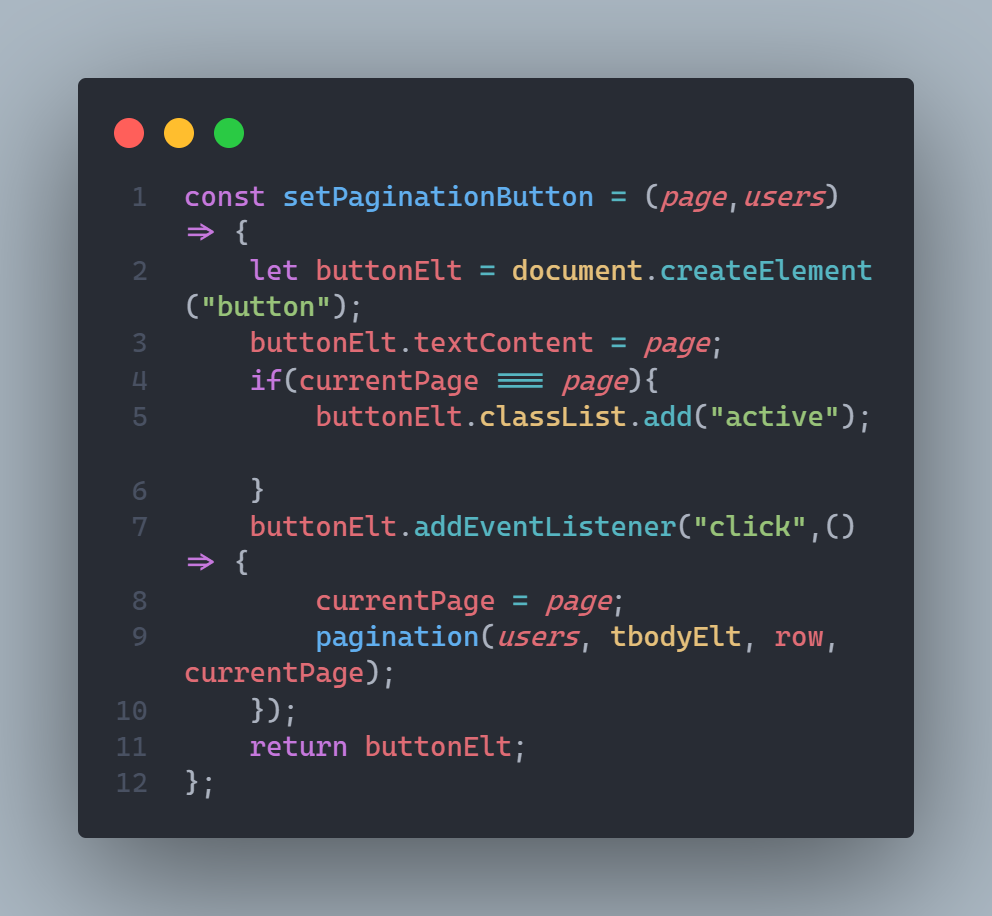 1 const setPaginationButton = (page,users)
=> {
2 let buttonElt = document.createElement
("button");
3 buttonElt.textContent = page;
4 if(currentPage === page){
5 buttonElt.classList.add("active");
6 }
7 buttonElt.addEventListener("click",()
=> {
8 currentPage = page;
9 pagination(users, tbodyElt, row,
currentPage);
10 });
11 return buttonElt;
12 };